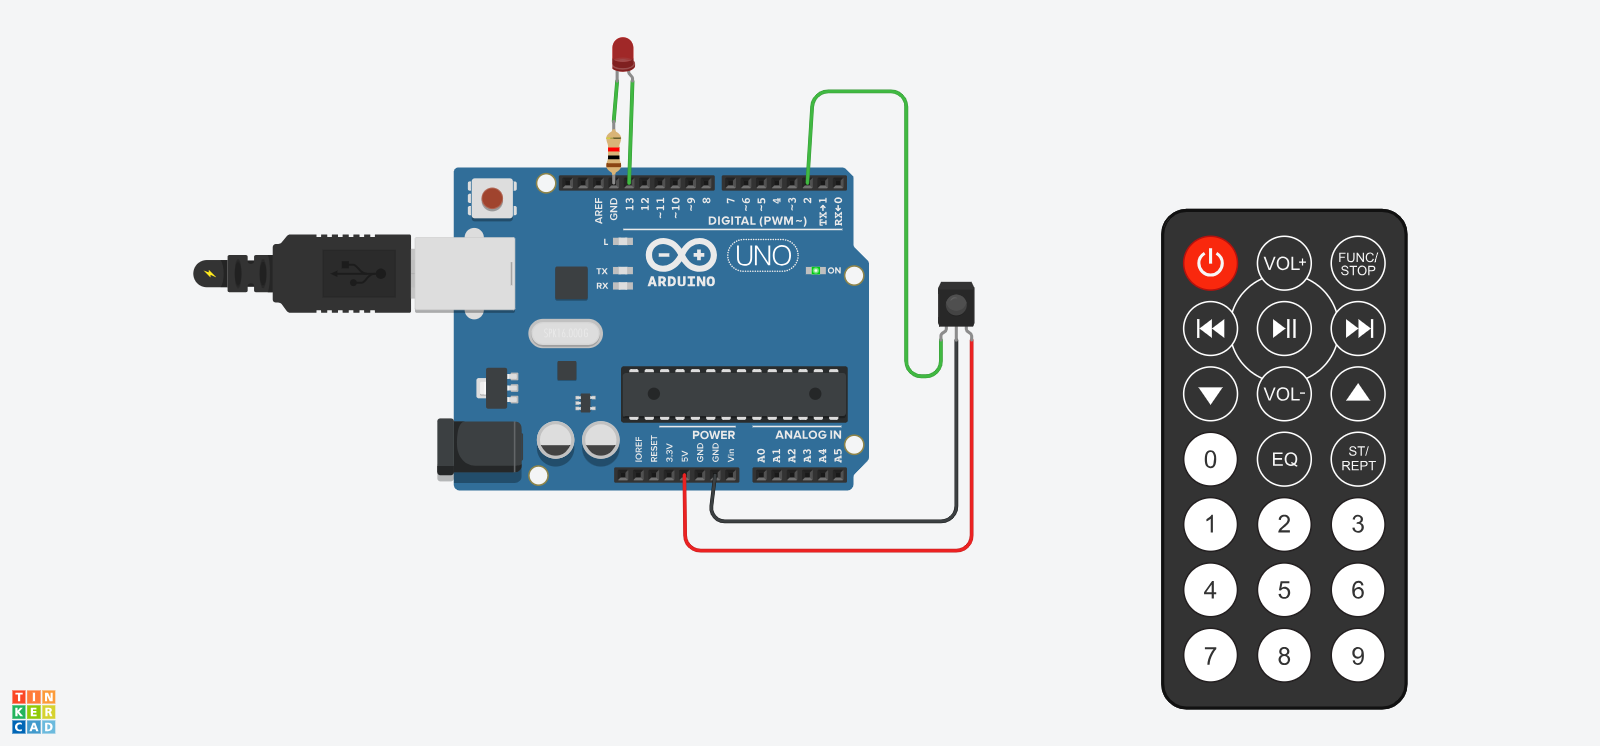 AREF
GND
13
12
~11
~10
~9
8
7
~6
~5
4
~3
2
TX→1
RX←0
DIGITAL (PWM~)
L
TX
RX
ARDUINO
UNO
ON
IOREF
RESET
3.3V
5V
GND
GND
Vin
POWER
ANALOG IN
A0
A1
A2
A3
A4
A5
VOL+
FUNC/
STOP
VOL-
0
EQ
ST/
REPT
1
2
3
4
5
6
7
8
9
TIN
KER
CAD